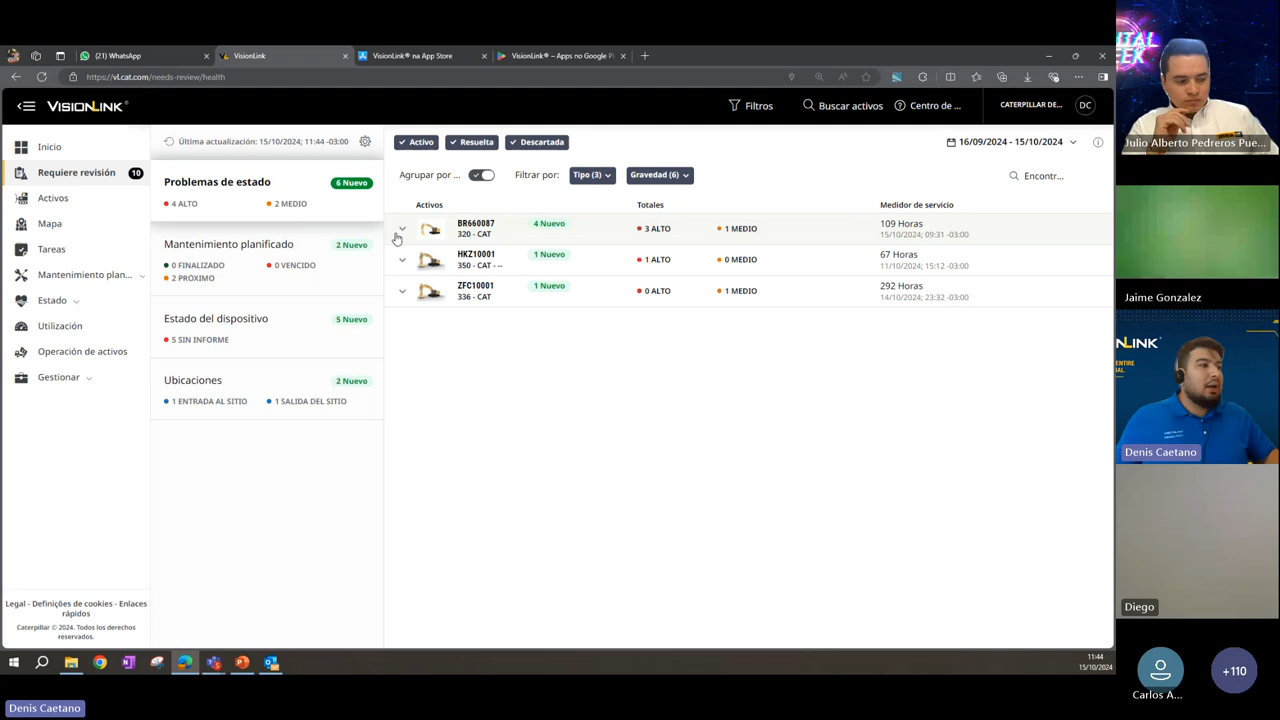 (21) WhatsApp
VisionLink
VisionLink® na App Store
VisionLink® – Apps no Google Pl
https://vl.cat.com/needs-review/health
VISIONLINK®
Filtros
Buscar activos
Centro de ...
CATERPILLAR DE...
DC
Inicio
Requiere revisión
10
Activos
Mapa
Tareas
Mantenimiento plan...
Estado
Utilización
Operación de activos
Gestionar
Legal - Definições de cookies - Enlaces
rápidos
Caterpillar © 2024. Todos los derechos
reservados.
Última actualización: 15/10/2024; 11:44 -03:00
Problemas de estado
6 Nuevo
4 ALTO
2 MEDIO
Mantenimiento planificado
2 Nuevo
0 FINALIZADO
0 VENCIDO
2 PRÓXIMO
Estado del dispositivo
5 Nuevo
5 SIN INFORME
Ubicaciones
2 Nuevo
1 ENTRADA AL SITIO
1 SALIDA DEL SITIO
Activo
Resuelta
Descartada
16/09/2024 - 15/10/2024
Agrupar por ...
Filtrar por:
Tipo (3)
Gravedad (6)
Encontr...
Activos
Totales
Medidor de servicio
BR660087
320 - CAT
4 Nuevo
3 ALTO
1 MEDIO
109 Horas
15/10/2024; 09:31 -03:00
HKZ10001
350 - CAT - --
1 Nuevo
1 ALTO
0 MEDIO
67 Horas
11/10/2024; 15:12 -03:00
ZFC10001
336 - CAT
1 Nuevo
0 ALTO
1 MEDIO
292 Horas
14/10/2024; 23:32 -03:00
11:44
15/10/2024
Denis Caetano
Julio Alberto Pedreros Pue...
Jaime Gonzalez
Denis Caetano
Diego
Carlos A...
+110